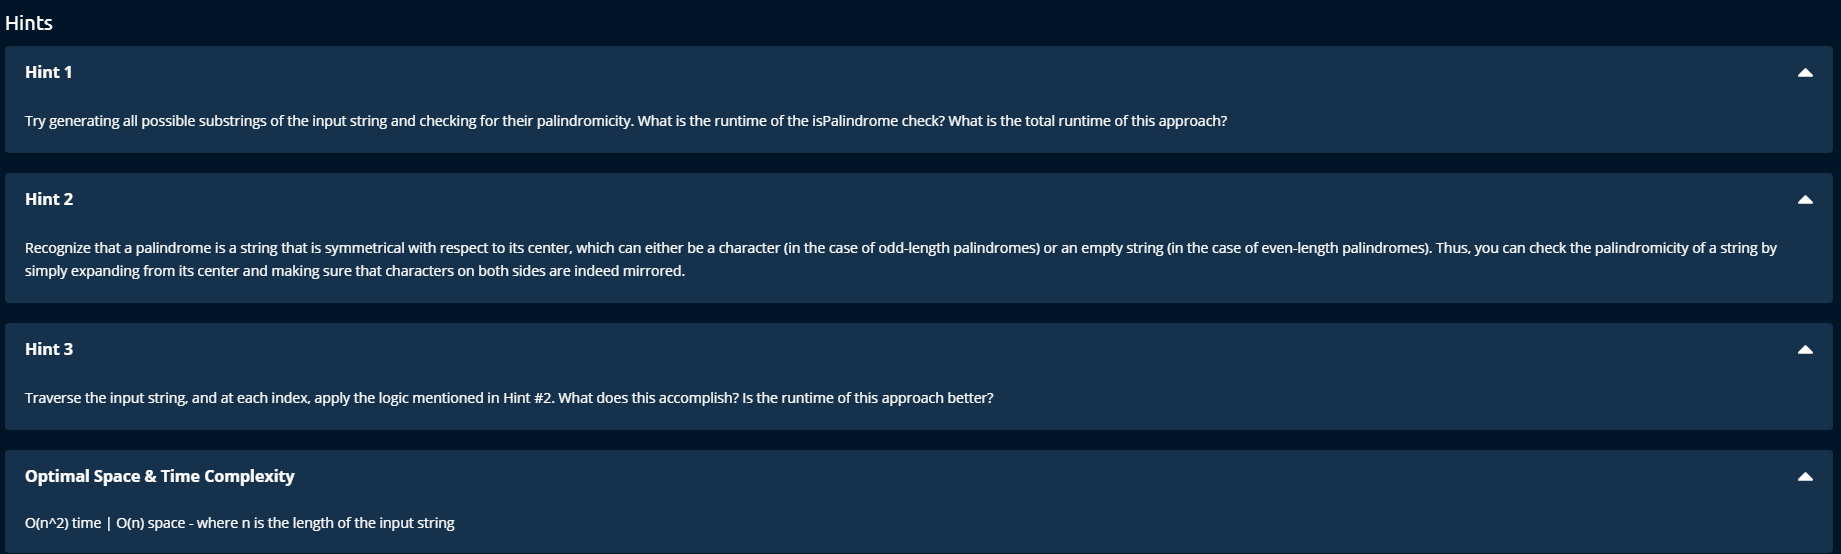 Hints
Hint 1
Try generating all possible substrings of the input string and checking for their palindromicity. What is the runtime of the isPalindrome check? What is the total runtime of this approach?
Hint 2
Recognize that a palindrome is a string that is symmetrical with respect to its center, which can either be a character (in the case of odd-length palindromes) or an empty string (in the case of even-length palindromes). Thus, you can check the palindromicity of a string by
simply expanding from its center and making sure that characters on both sides are indeed mirrored.
Hint 3
Traverse the input string, and at each index, apply the logic mentioned in Hint #2. What does this accomplish? Is the runtime of this approach better?
Optimal Space & Time Complexity
O(n^2) time | O(n) space - where n is the length of the input string